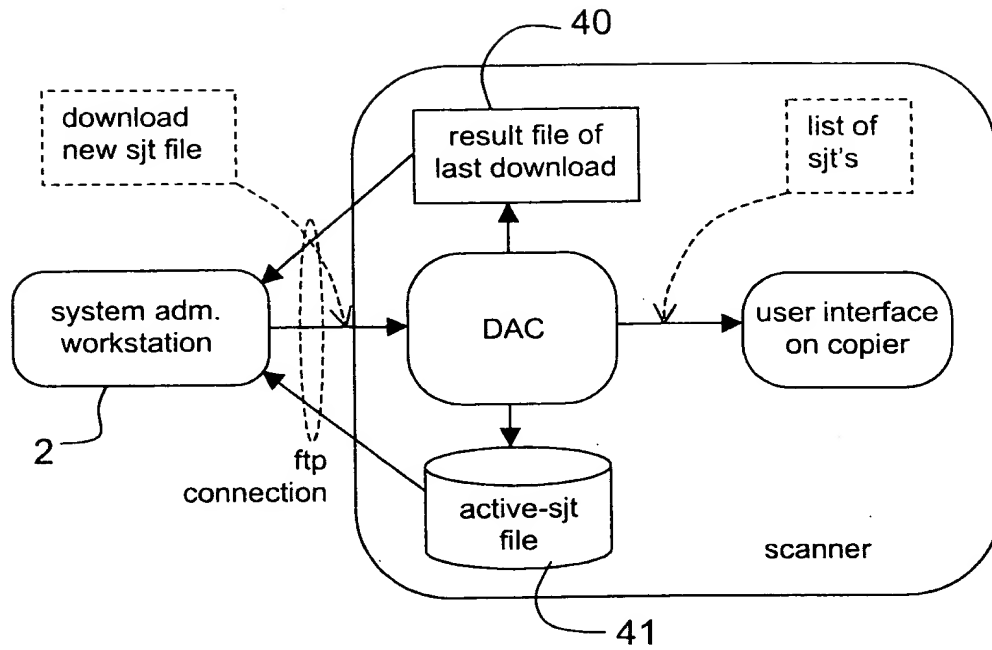 40
download
new sjt file
result file of
last download
list of
sjt's
system adm.
workstation
DAC
user interface
on copier
2
ftp
connection
active-sjt
file
scanner
41